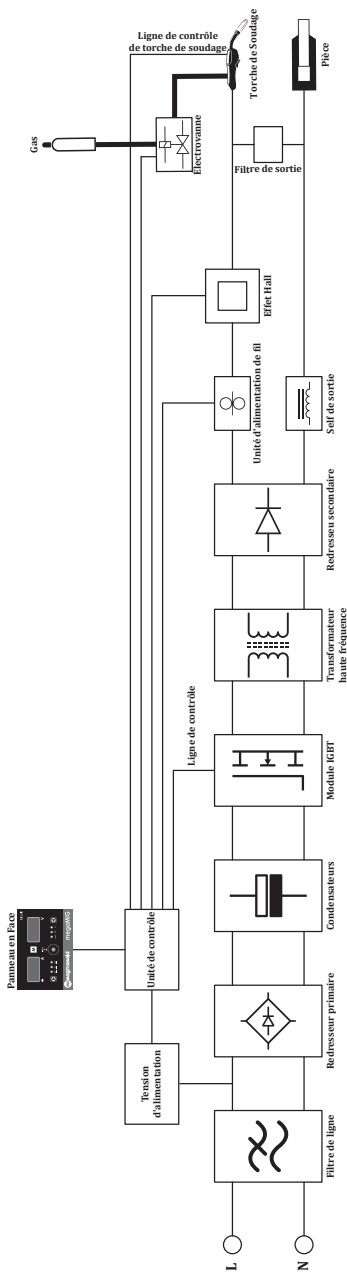 Panneau en Face
megaMIG
Unité de contrôle
Tension
d'alimentation
L
N
Filtre de ligne
Redresseur primaire
Condensateurs
Module IGBT
Ligne de contrôle
Transformateur
haute fréquence
Redresseu secondaire
Unité d'alimentation de fil
Self de sortie
Effet Hall
Filtre de sortie
Gas
Electrovanne
Ligne de contrôle
de torche de soudage
Torche de Soudage
Pièce